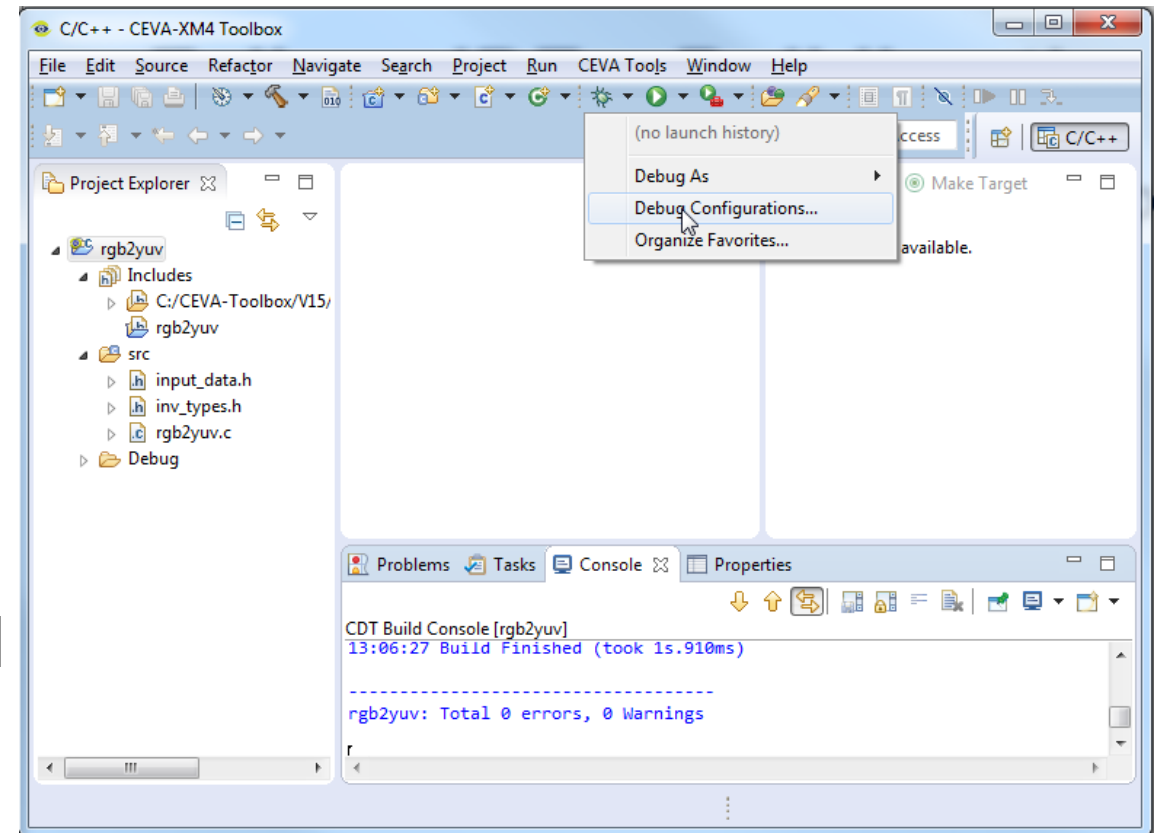 C/C++ - CEVA-XM4 Toolbox
File Edit Source Refactor Navigate Search Project Run CEVA Tools Window Help
010
(no launch history)
ccess
C/C++
Debug As
Debug Configurations...
Organize Favorites...
Project Explorer
Make Target
available.
rgb2yuv
Includes
C:/CEVA-Toolbox/V15/
rgb2yuv
src
input_data.h
inv_types.h
rgb2yuv.c
Debug
Problems Tasks Console Properties
CDT Build Console [rgb2yuv]
13:06:27 Build Finished (took 1s.910ms)
------------------------------------
rgb2yuv: Total 0 errors, 0 Warnings
r